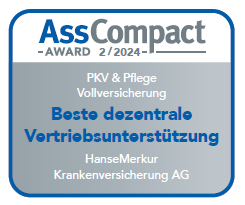 AssCompact
AWARD 2/2024
PKV & Pflege
Vollversicherung
Beste dezentrale
Vertriebsunterstützung
HanseMerkur
Krankenversicherung AG